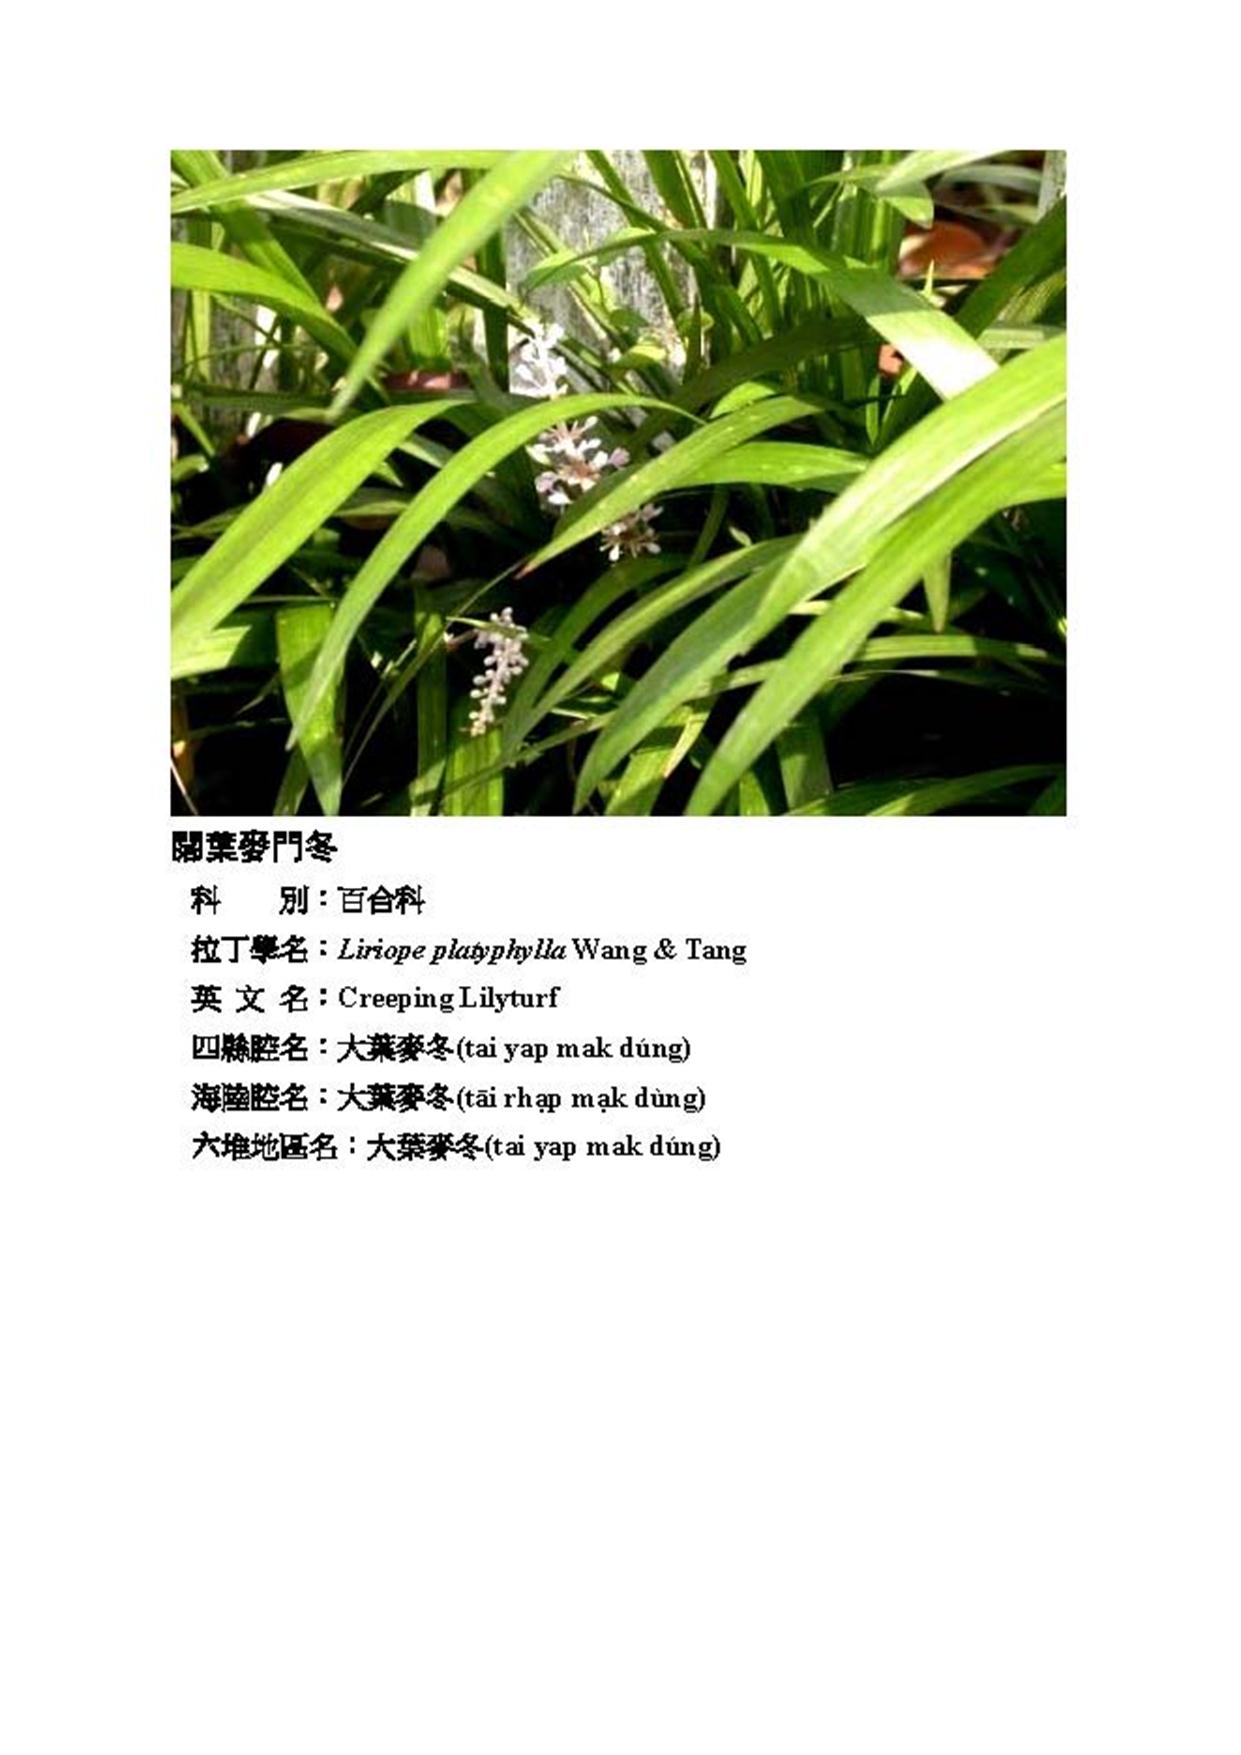 闊葉麥門冬
科　　別：百合科
拉丁學名：Liriope platyphylla Wang & Tang
英 文 名：Creeping Lilyturf
四縣腔名：大葉麥冬(tai yap mak dúng)
海陸腔名：大葉麥冬(tāi rhạp mạk dùng)
六堆地區名：大葉麥冬(tai yap mak dúng)